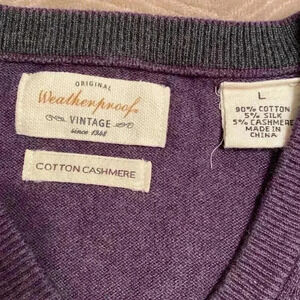 ORIGINAL
Weatherproof
VINTAGE
since 1948
COTTON CASHMERE
L
90% COTTON
5% SILK
5% CASHMERE
MADE IN
CHINA